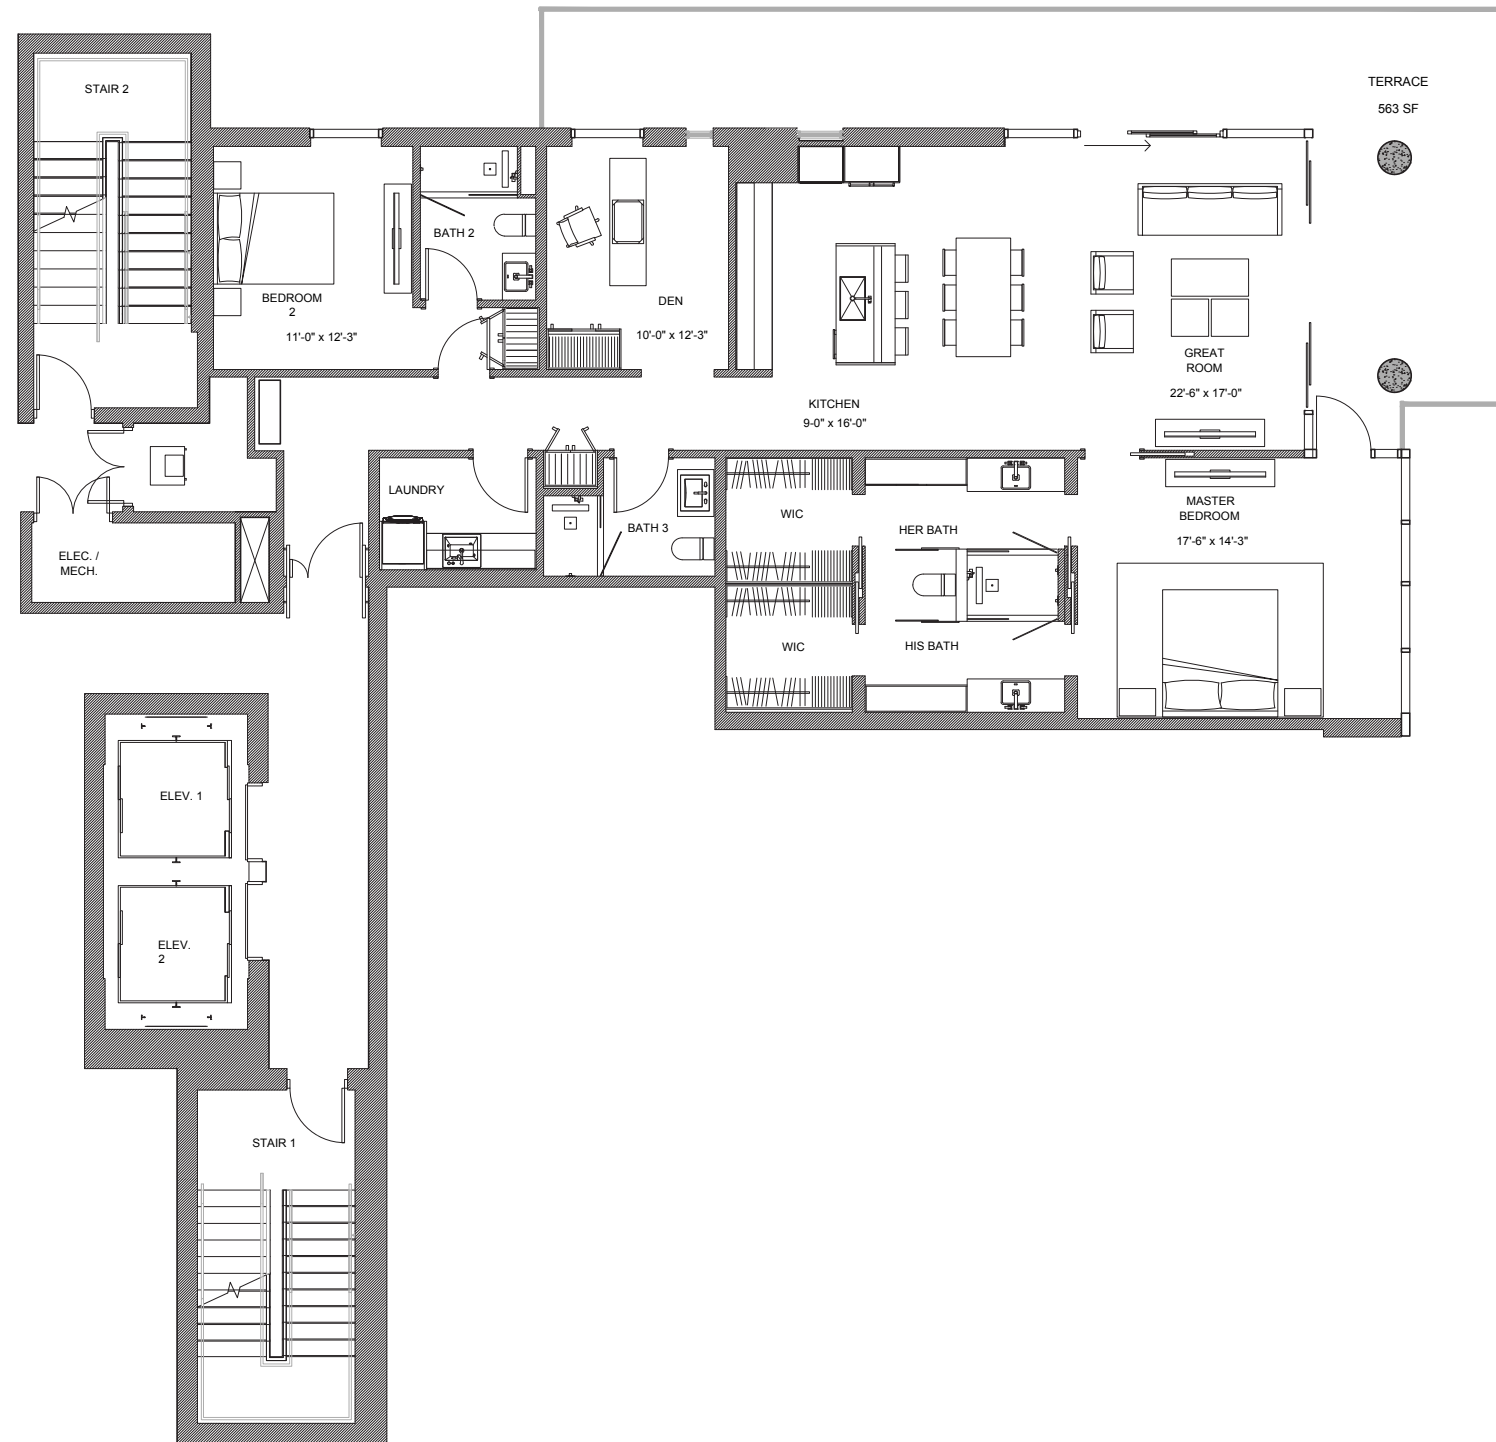 TERRACE
563 SF
STAIR 2
BATH 2
BEDROOM
2
11'-0" x 12'-3"
DEN
10'-0" x 12'-3"
GREAT
ROOM
22'-6" x 17'-0"
KITCHEN
9-0" x 16'-0"
LAUNDRY
BATH 3
WIC
HER BATH
MASTER
BEDROOM
17'-6" x 14'-3"
ELEC. /
MECH.
WIC
HIS BATH
ELEV. 1
ELEV.
2
STAIR 1